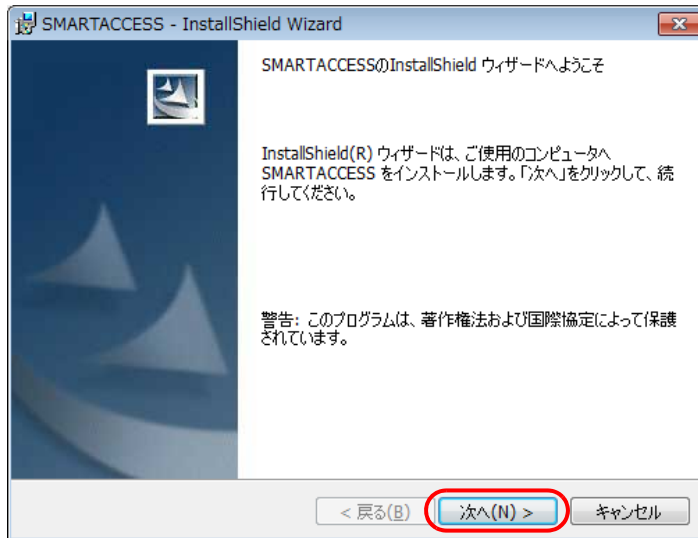 SMARTACCESS - InstallShield Wizard
SMARTACCESSのInstallShield ウィザードへようこそ
InstallShield(R) ウィザードは、ご使用のコンピュータへ
SMARTACCESS をインストールします。「次へ」をクリックして、続
行してください。
警告: このプログラムは、著作権法および国際協定によって保護
されています。
< 戻る(B)
次へ(N) >
キャンセル